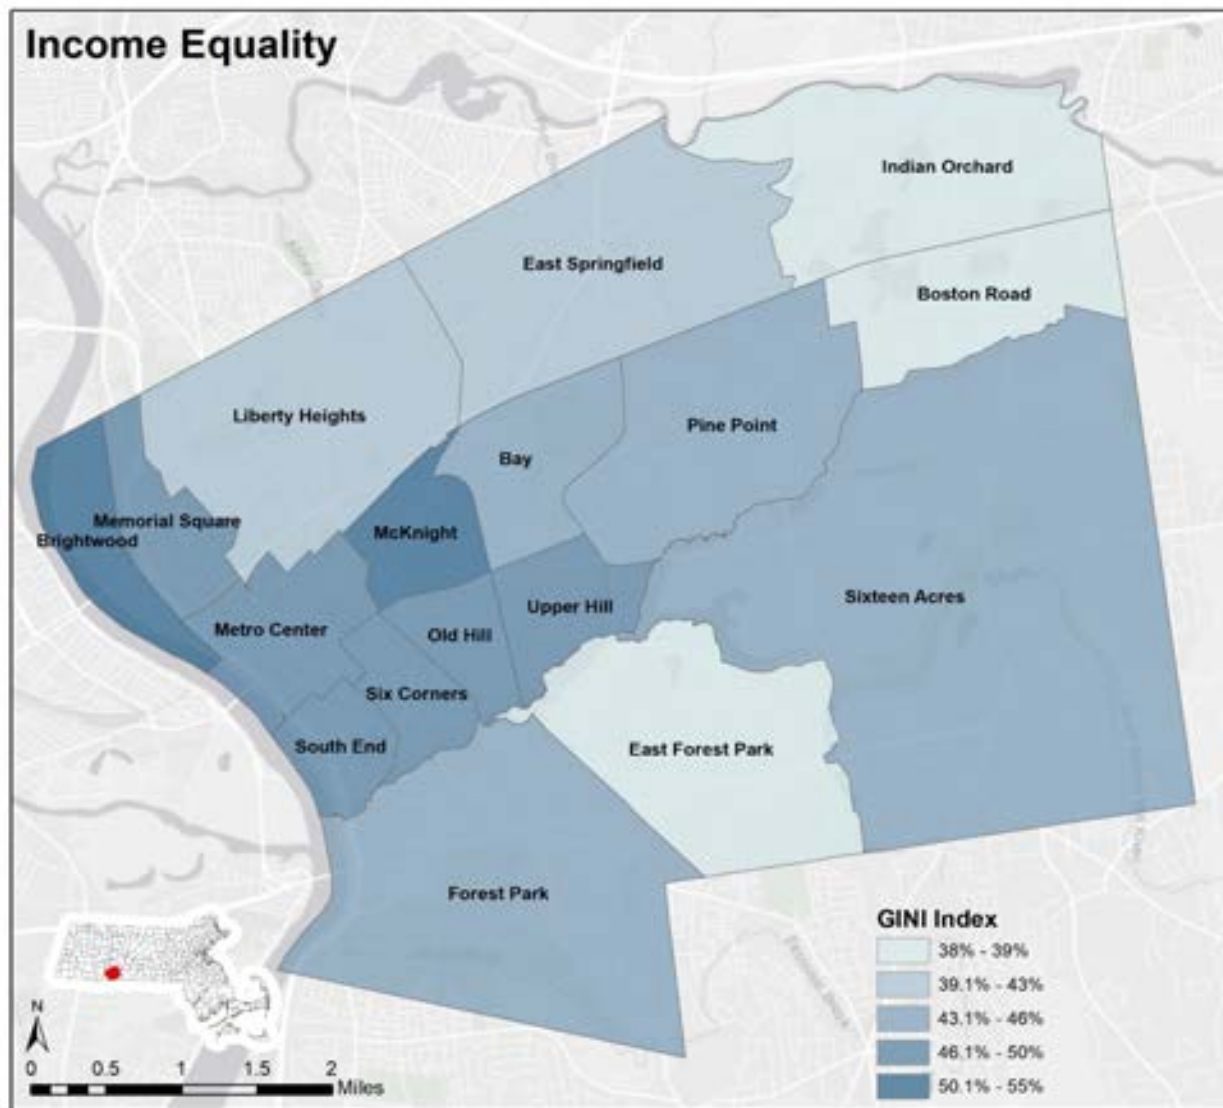 Income Equality
Indian Orchard
East Springfield
Boston Road
Liberty Heights
Pine Point
Bay
Memorial Square
McKnight
Brightwood
Sixteen Acres
Upper Hill
Metro Center
Old Hill
Six Corners
South End
East Forest Park
Forest Park
GINI Index
38% - 39%
39.1% - 43%
43.1% - 46%
46.1% - 50%
50.1% - 55%
N
0 0.5 1 1.5 2
Miles